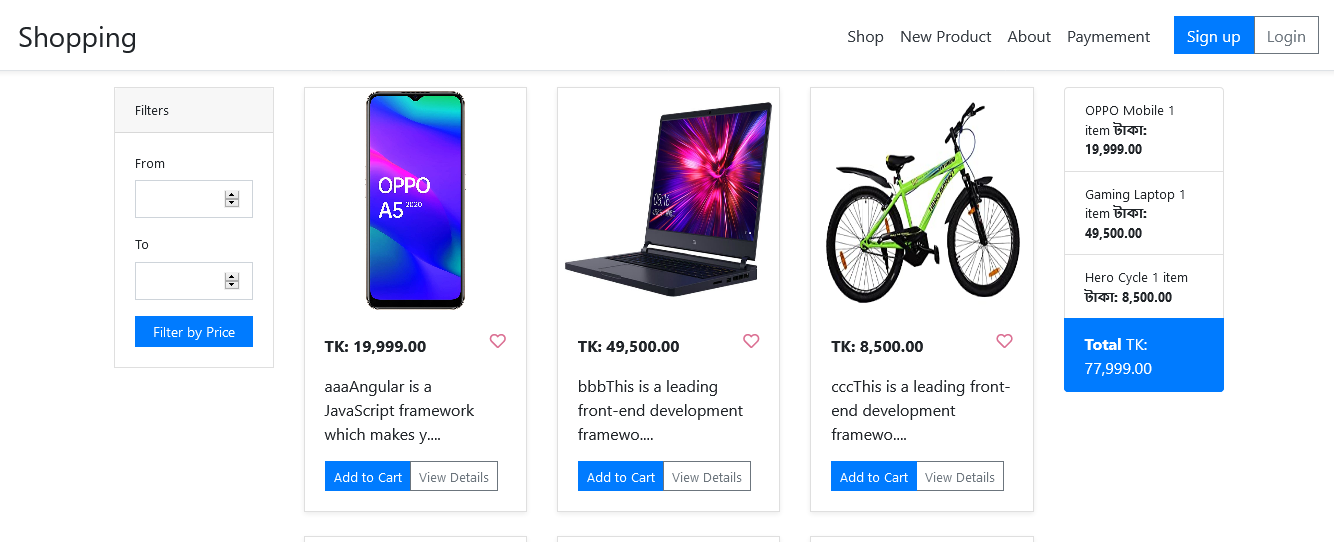 Shopping
Shop
New Product
About
Paymement
Sign up
Login
Filters
From
To
Filter by Price
OPPO
A5 2020
TK: 19,999.00
aaaAngular is a
JavaScript framework
which makes y....
Add to Cart
View Details
TK: 49,500.00
bbbThis is a leading
front-end development
framewo....
Add to Cart
View Details
TK: 8,500.00
cccThis is a leading front-
end development
framewo....
Add to Cart
View Details
OPPO Mobile 1
item টাকা:
19,999.00
Gaming Laptop 1
item টাকা:
49,500.00
Hero Cycle 1 item
টাকা: 8,500.00
Total TK:
77,999.00